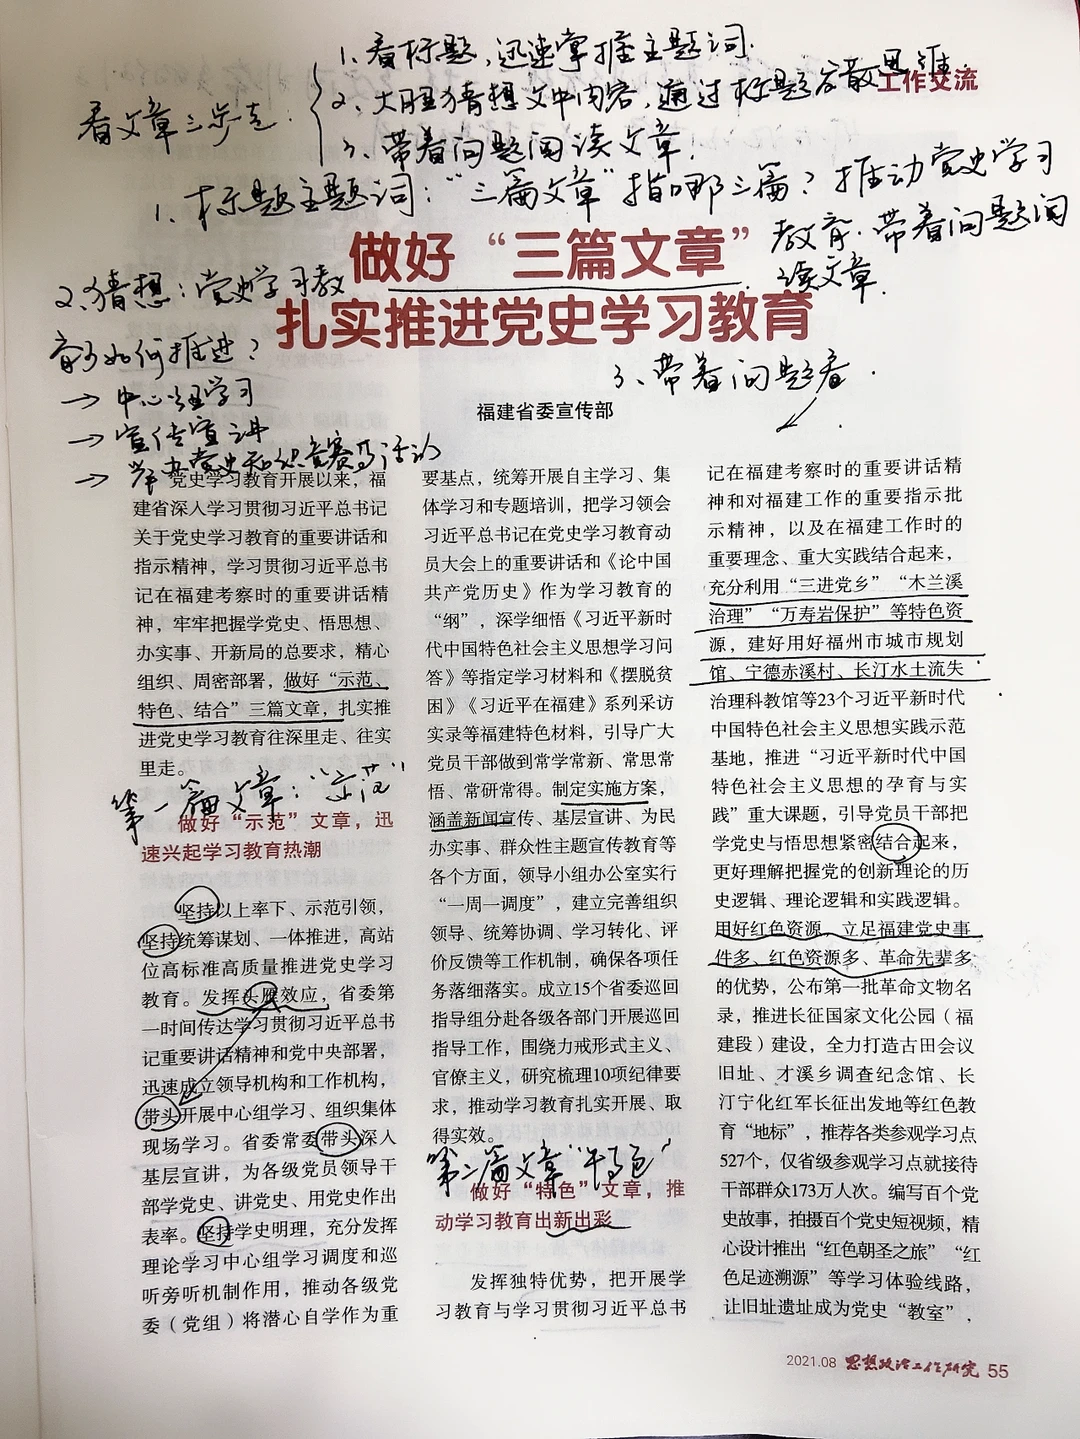 1、看标题，迅速掌握主题词.
看文章三步走：
2、大胆猜想文中内容，通过标题发散思维.
3、带着问题阅读文章.
工作交流
1、标题主题词：“三篇文章”指哪三篇？推动党史学习
教育.带着问题阅
读文章.
做好“三篇文章”
扎实推进党史学习教育
2、猜想：党史学习教
育如何推进？
→ 中心组学习
→ 宣传宣讲
→ 举办党史知识竞赛等活动
3、带着问题看.
福建省委宣传部
党史学习教育开展以来，福
建省深入学习贯彻习近平总书记
关于党史学习教育的重要讲话和
指示精神，学习贯彻习近平总书
记在福建考察时的重要讲话精
神，牢牢把握学党史、悟思想、
办实事、开新局的总要求，精心
组织、周密部署，做好“示范、
特色、结合”三篇文章，扎实推
进党史学习教育往深里走、往实
里走。
第一篇文章：“示范”
做好“示范”文章，迅
速兴起学习教育热潮
坚持以上率下、示范引领，
坚持统筹谋划、一体推进，高站
位高标准高质量推进党史学习
教育。发挥头雁效应，省委第
一时间传达学习贯彻习近平总书
记重要讲话精神和党中央部署，
迅速成立领导机构和工作机构，
带头开展中心组学习、组织集体
现场学习。省委常委带头深入
基层宣讲，为各级党员领导干
部学党史、讲党史、用党史作出
表率。坚持学史明理，充分发挥
理论学习中心组学习调度和巡
听旁听机制作用，推动各级党
委（党组）将潜心自学作为重
要基点，统筹开展自主学习、集
体学习和专题培训，把学习领会
习近平总书记在党史学习教育动
员大会上的重要讲话和《论中国
共产党历史》作为学习教育的
“纲”，深学细悟《习近平新时
代中国特色社会主义思想学习问
答》等指定学习材料和《摆脱贫
困》《习近平在福建》系列采访
实录等福建特色材料，引导广大
党员干部做到常学常新、常思常
悟、常研常得。制定实施方案，
涵盖新闻宣传、基层宣讲、为民
办实事、群众性主题宣传教育等
各个方面，领导小组办公室实行
“一周一调度”，建立完善组织
领导、统筹协调、学习转化、评
价反馈等工作机制，确保各项任
务落细落实。成立15个省委巡回
指导组分赴各级各部门开展巡回
指导工作，围绕力戒形式主义、
官僚主义，研究梳理10项纪律要
求，推动学习教育扎实开展、取
得实效。
第二篇文章“特色”
做好“特色”文章，推
动学习教育出新出彩
发挥独特优势，把开展学
习教育与学习贯彻习近平总书
记在福建考察时的重要讲话精
神和对福建工作的重要指示批
示精神，以及在福建工作时的
重要理念、重大实践结合起来，
充分利用“三进党乡”“木兰溪
治理”“万寿岩保护”等特色资
源，建好用好福州市城市规划
馆、宁德赤溪村、长汀水土流失
治理科教馆等23个习近平新时代
中国特色社会主义思想实践示范
基地，推进“习近平新时代中国
特色社会主义思想的孕育与实
践”重大课题，引导党员干部把
学党史与悟思想紧密结合起来，
更好理解把握党的创新理论的历
史逻辑、理论逻辑和实践逻辑。
用好红色资源，立足福建党史事
件多、红色资源多、革命先辈多
的优势，公布第一批革命文物名
录，推进长征国家文化公园（福
建段）建设，全力打造古田会议
旧址、才溪乡调查纪念馆、长
汀宁化红军长征出发地等红色教
育“地标”，推荐各类参观学习点
527个，仅省级参观学习点就接待
干部群众173万人次。编写百个党
史故事，拍摄百个党史短视频，精
心设计推出“红色朝圣之旅”“红
色足迹溯源”等学习体验线路，
让旧址遗址成为党史“教室”，
2021.08 思想政治工作研究 55